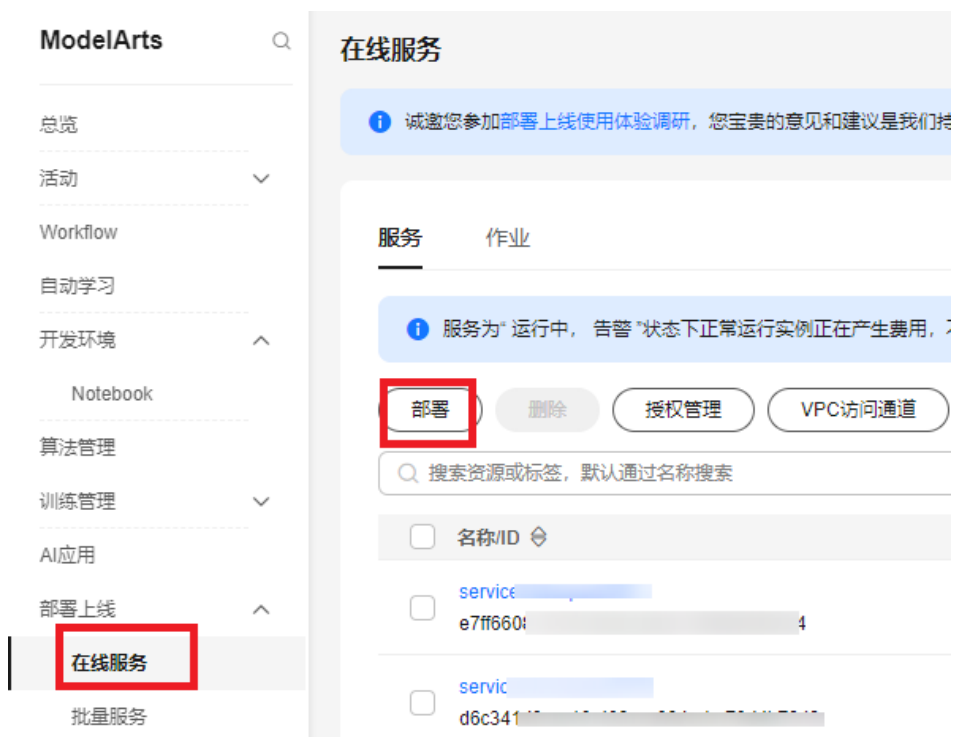 ModelArts
总览
活动
Workflow
自动学习
开发环境
Notebook
算法管理
训练管理
AI应用
部署上线
在线服务
批量服务
在线服务
诚邀您参加部署上线使用体验调研，您宝贵的意见和建议是我们持
服务 作业
服务为“ 运行中， 告警 ”状态下正常运行实例正在产生费用，
部署 删除 授权管理 VPC访问通道
搜索资源或标签，默认通过名称搜索
名称/ID
service
e7ff660
4
servic
d6c341